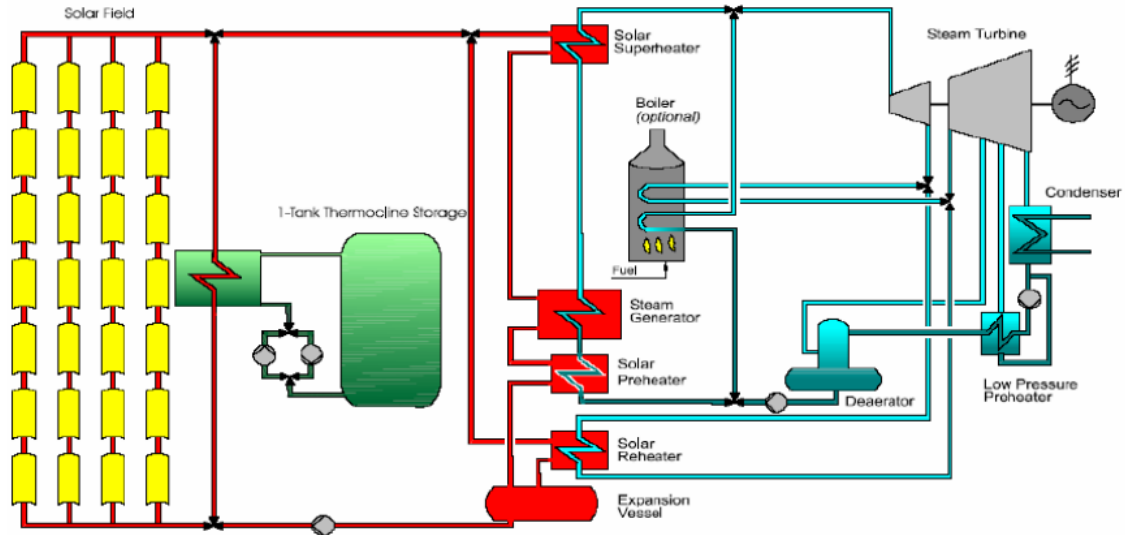 Solar Field
Solar
Superheater
Steam Turbine
Boiler
(optional)
Condenser
1-Tank Thermocline Storage
Fuel
Steam
Generator
Solar
Preheater
Deaerator
Low Pressure
Preheater
Solar
Reheater
Expansion
Vessel